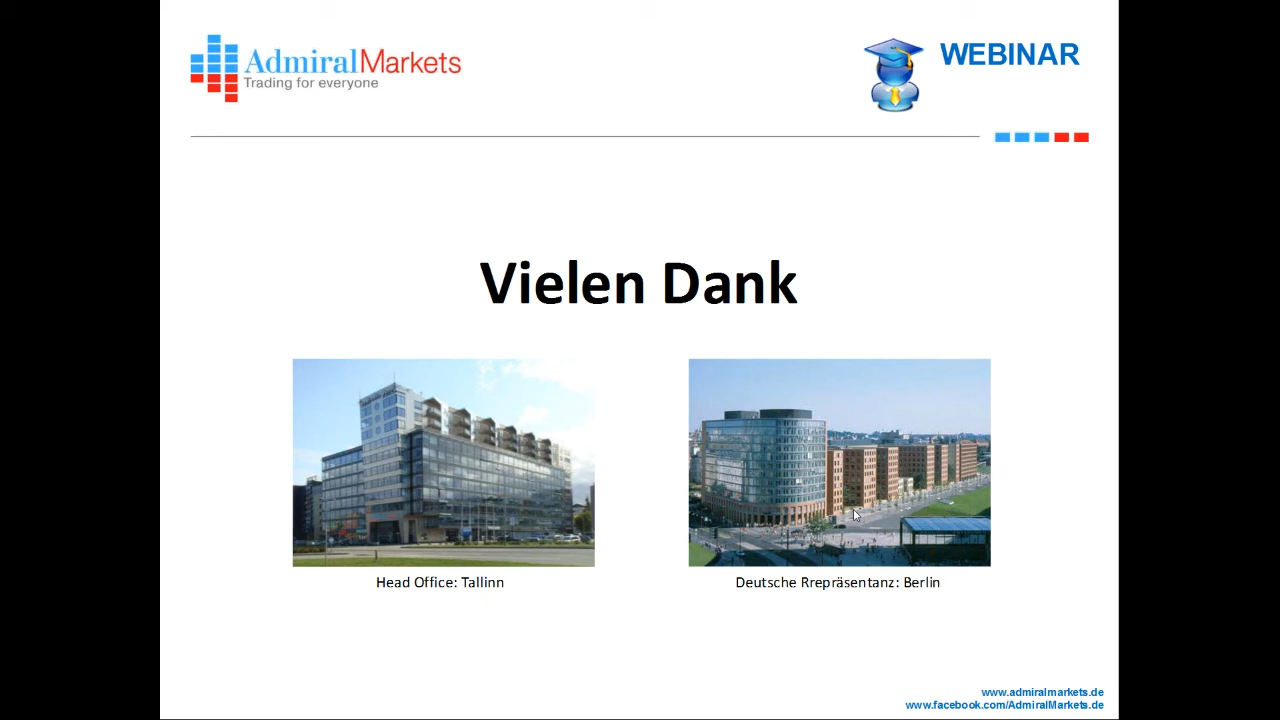 AdmiralMarkets
Trading for everyone
WEBINAR
Vielen Dank
Head Office: Tallinn
Deutsche Rrepräsentanz: Berlin
www.admiralmarkets.de
www.facebook.com/AdmiralMarkets.de